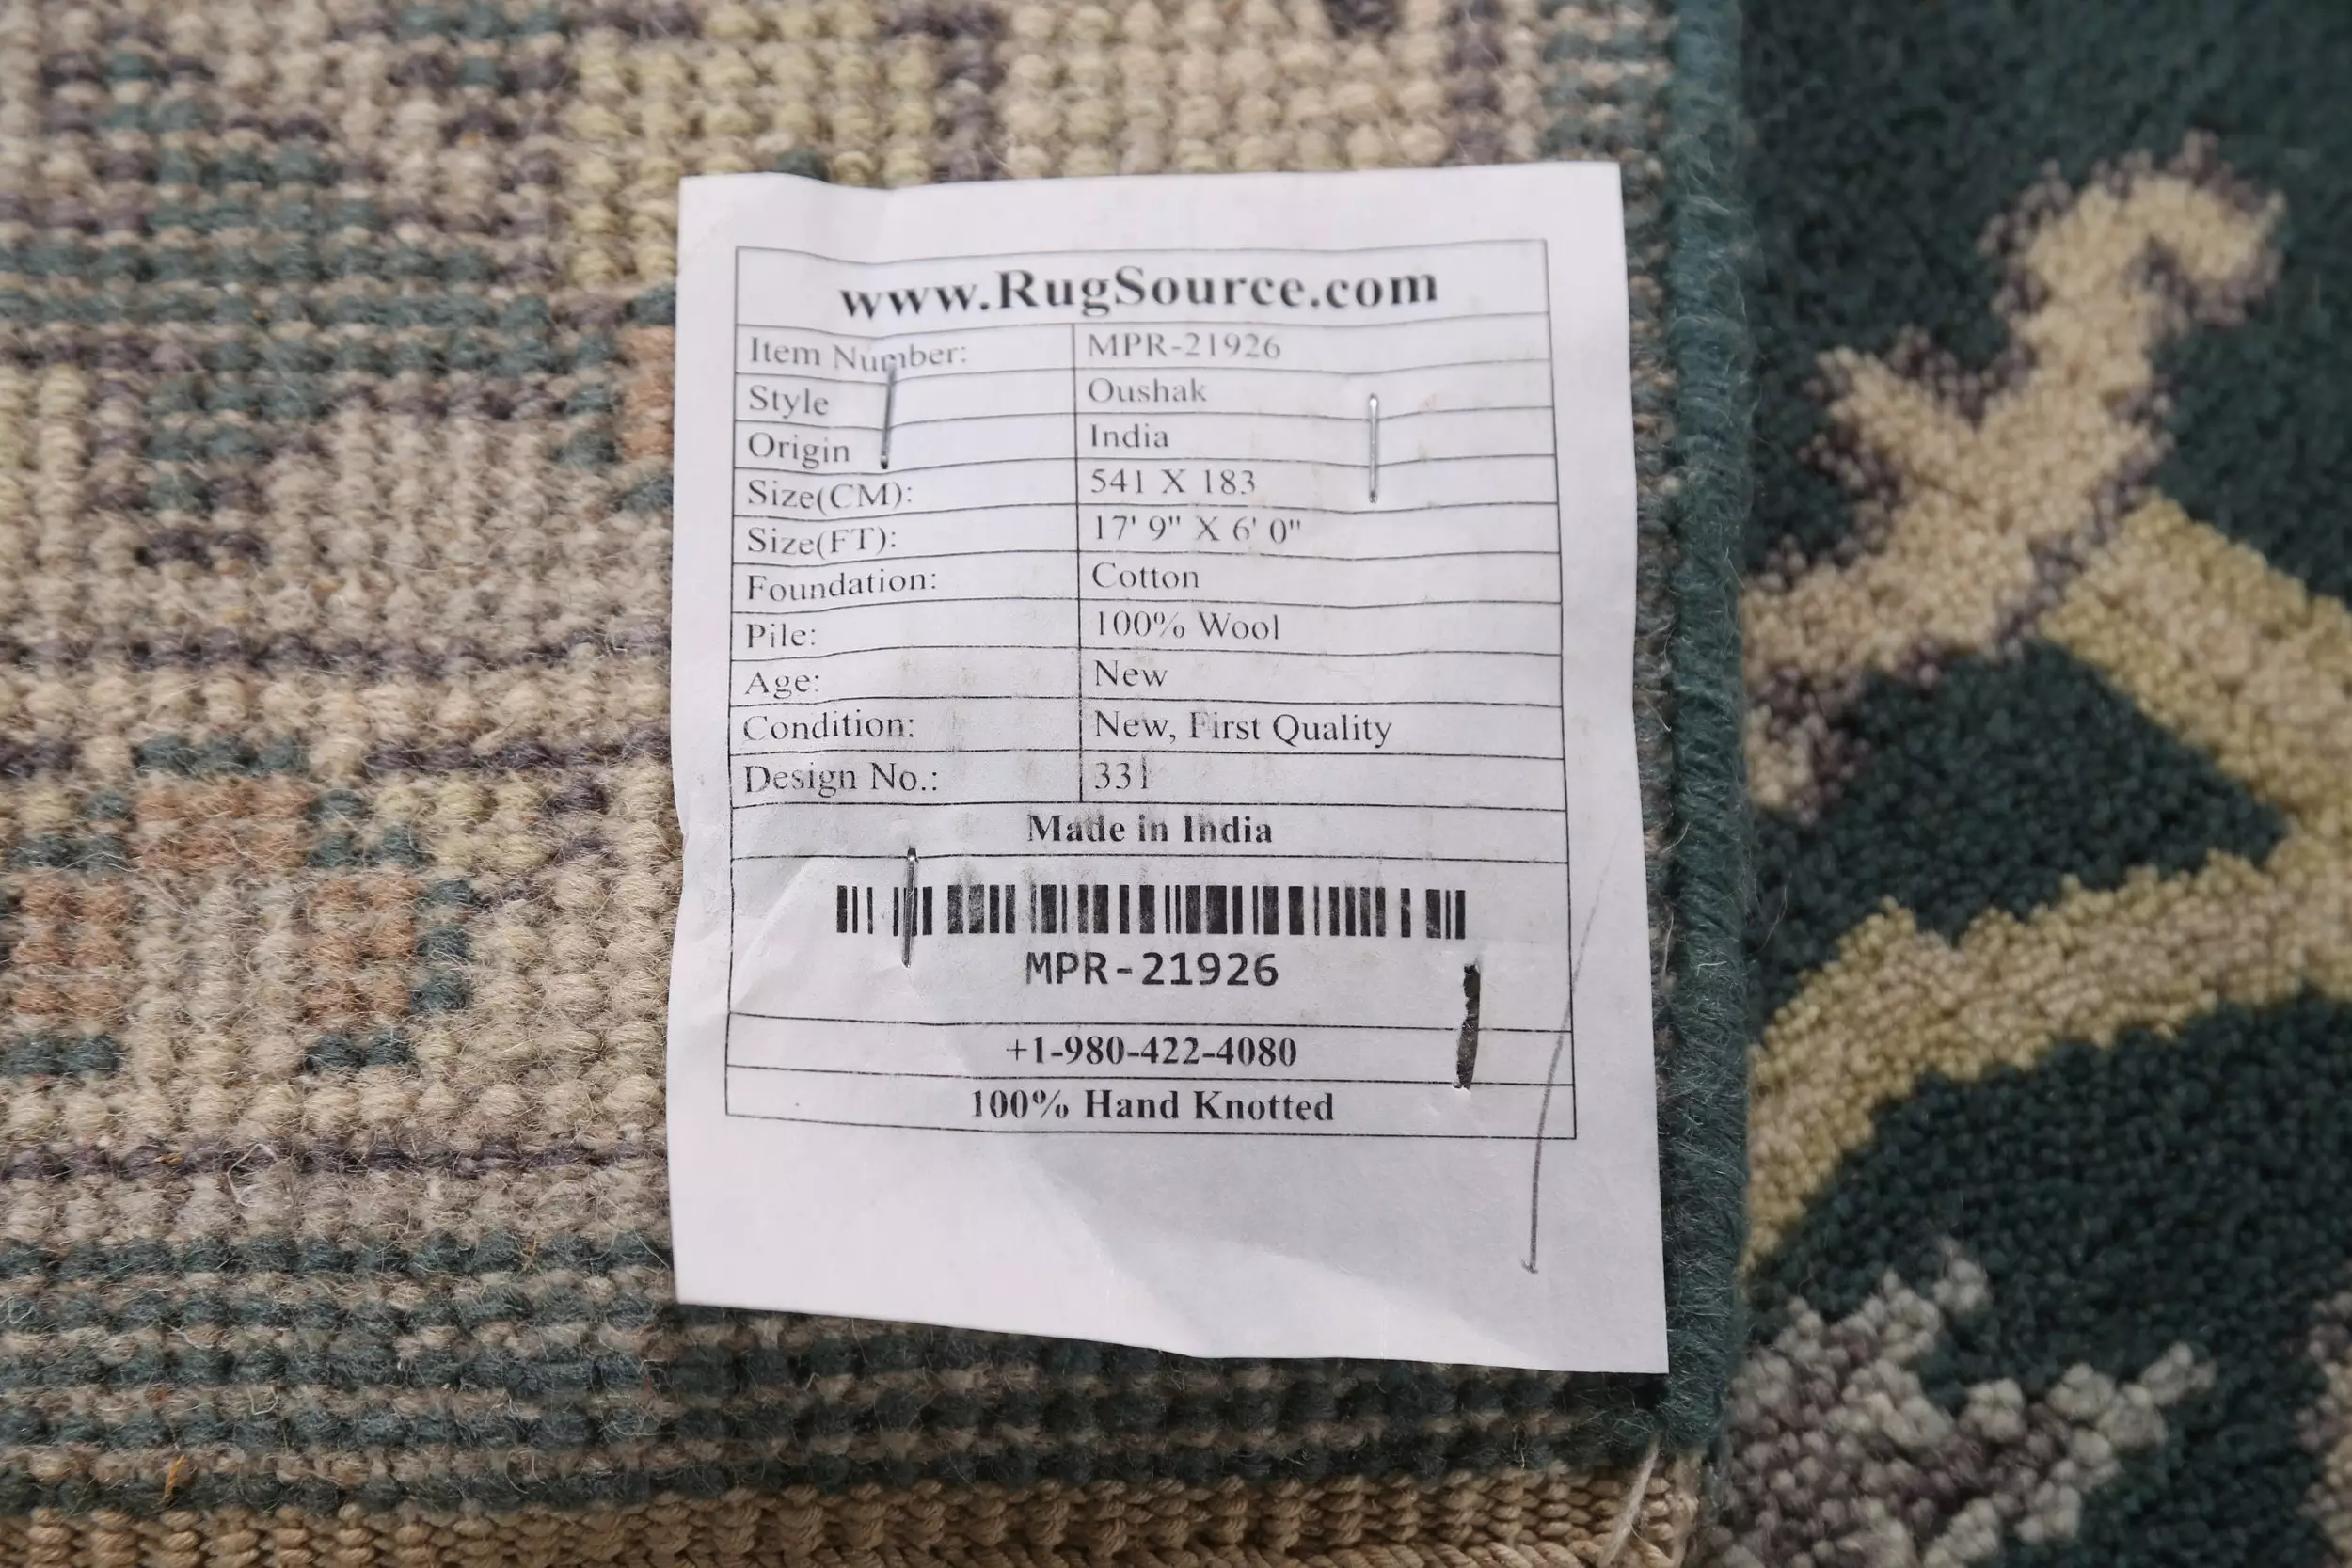 www.RugSource.com
Item Number: MPR-21926
Style Oushak
Origin India
Size(CM): 541 X 183
Size(FT): 17' 9" X 6' 0"
Foundation: Cotton
Pile: 100% Wool
Age: New
Condition: New, First Quality
Design No.: 331
Made in India
MPR-21926
+1-980-422-4080
100% Hand Knotted